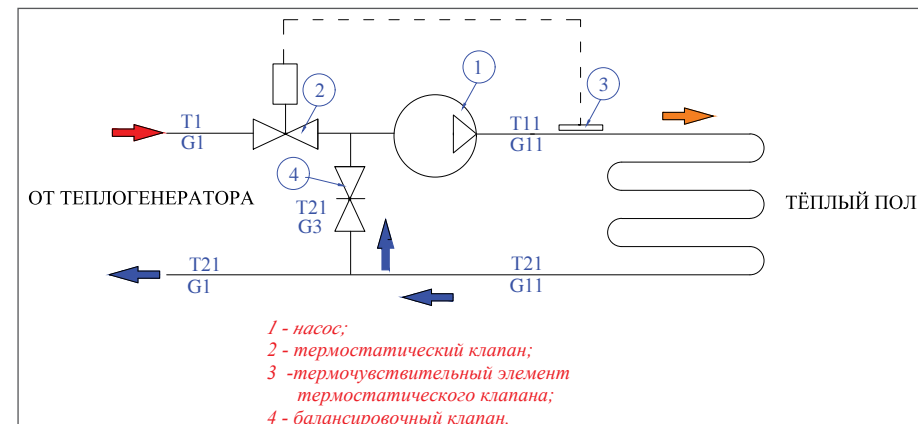 1
2
3
T1
G1
T11
G11
4
ОТ ТЕПЛОГЕНЕРАТОРА
T21
G3
ТЁПЛЫЙ ПОЛ
T21
G1
T21
G11
1 - насос;
2 - термостатический клапан;
3 -термочувствительный элемент
термостатического клапана;
4 - балансировочный клапан.